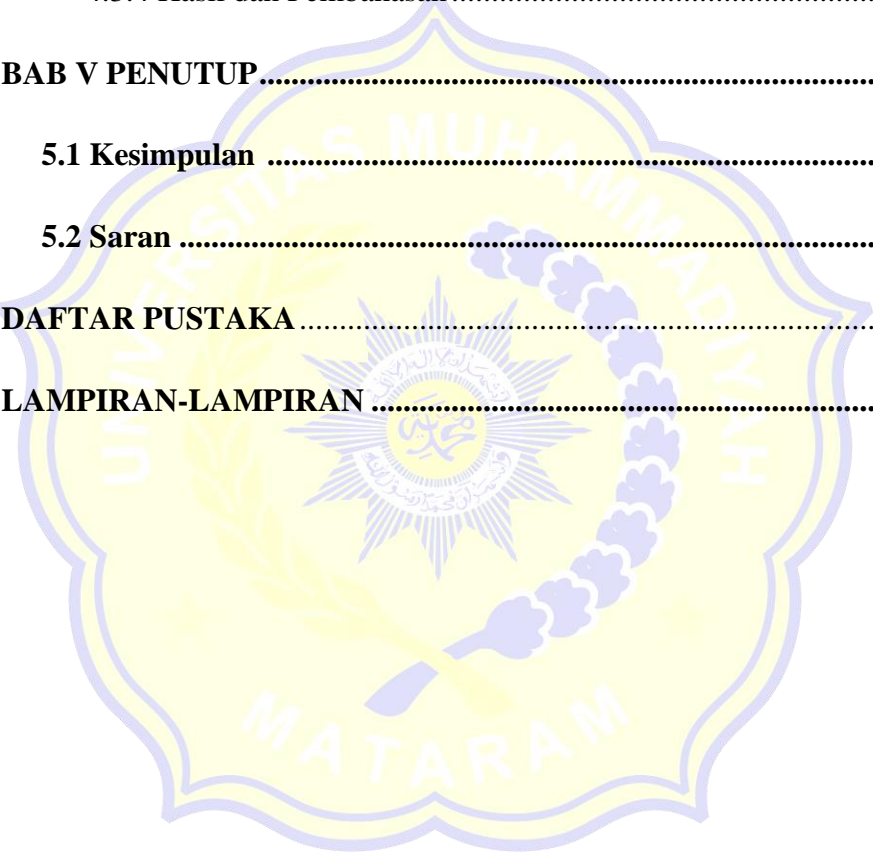 BAB V PENUTUP
5.1 Kesimpulan
5.2 Saran
DAFTAR PUSTAKA
LAMPIRAN-LAMPIRAN
UNIVERSITAS MUHAMMADIYAH
MATARAM